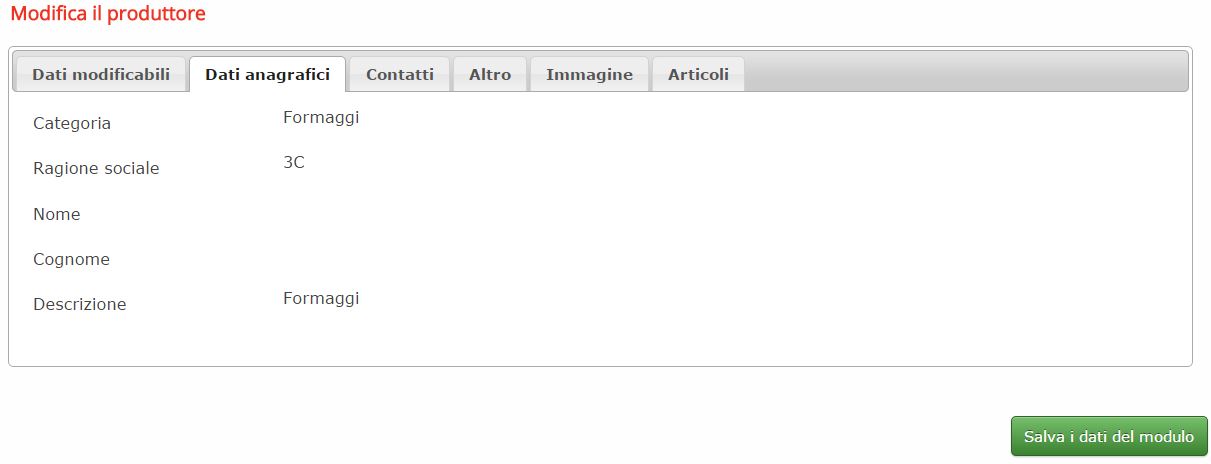 Modifica il produttore
Dati modificabili Dati anagrafici Contatti Altro Immagine Articoli
Categoria Formaggi
Ragione sociale 3C
Nome
Cognome
Descrizione Formaggi
Salva i dati del modulo